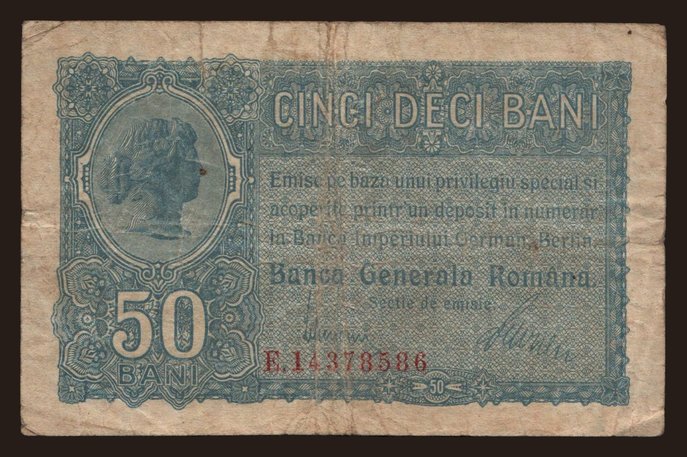 CINCI DECI BANI
Emise pe baza unui privilegiu special si
acoperite printr'un deposit în numerar
la Banca Imperiului German, Berlin.
Banca Generala Română.
Sectie de emisie
50
BANI
E.14378586
50